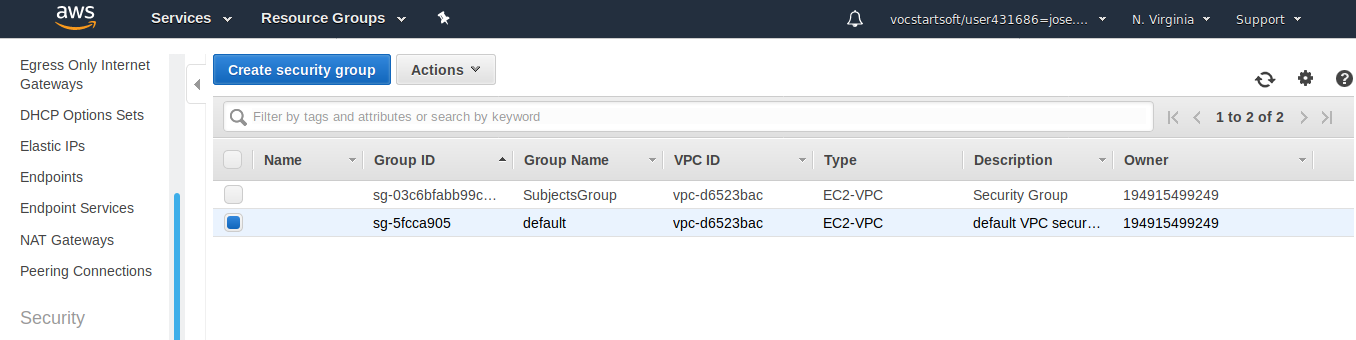 aws Services Resource Groups vocstartsoft/user431686=jose.... N. Virginia Support
Egress Only Internet
Gateways
DHCP Options Sets
Elastic IPs
Endpoints
Endpoint Services
NAT Gateways
Peering Connections
Security
Create security group Actions
Filter by tags and attributes or search by keyword 1 to 2 of 2
Name Group ID Group Name VPC ID Type Description Owner
sg-03c6bfabb99c... SubjectsGroup vpc-d6523bac EC2-VPC Security Group 194915499249
sg-5fcca905 default vpc-d6523bac EC2-VPC default VPC secur... 194915499249